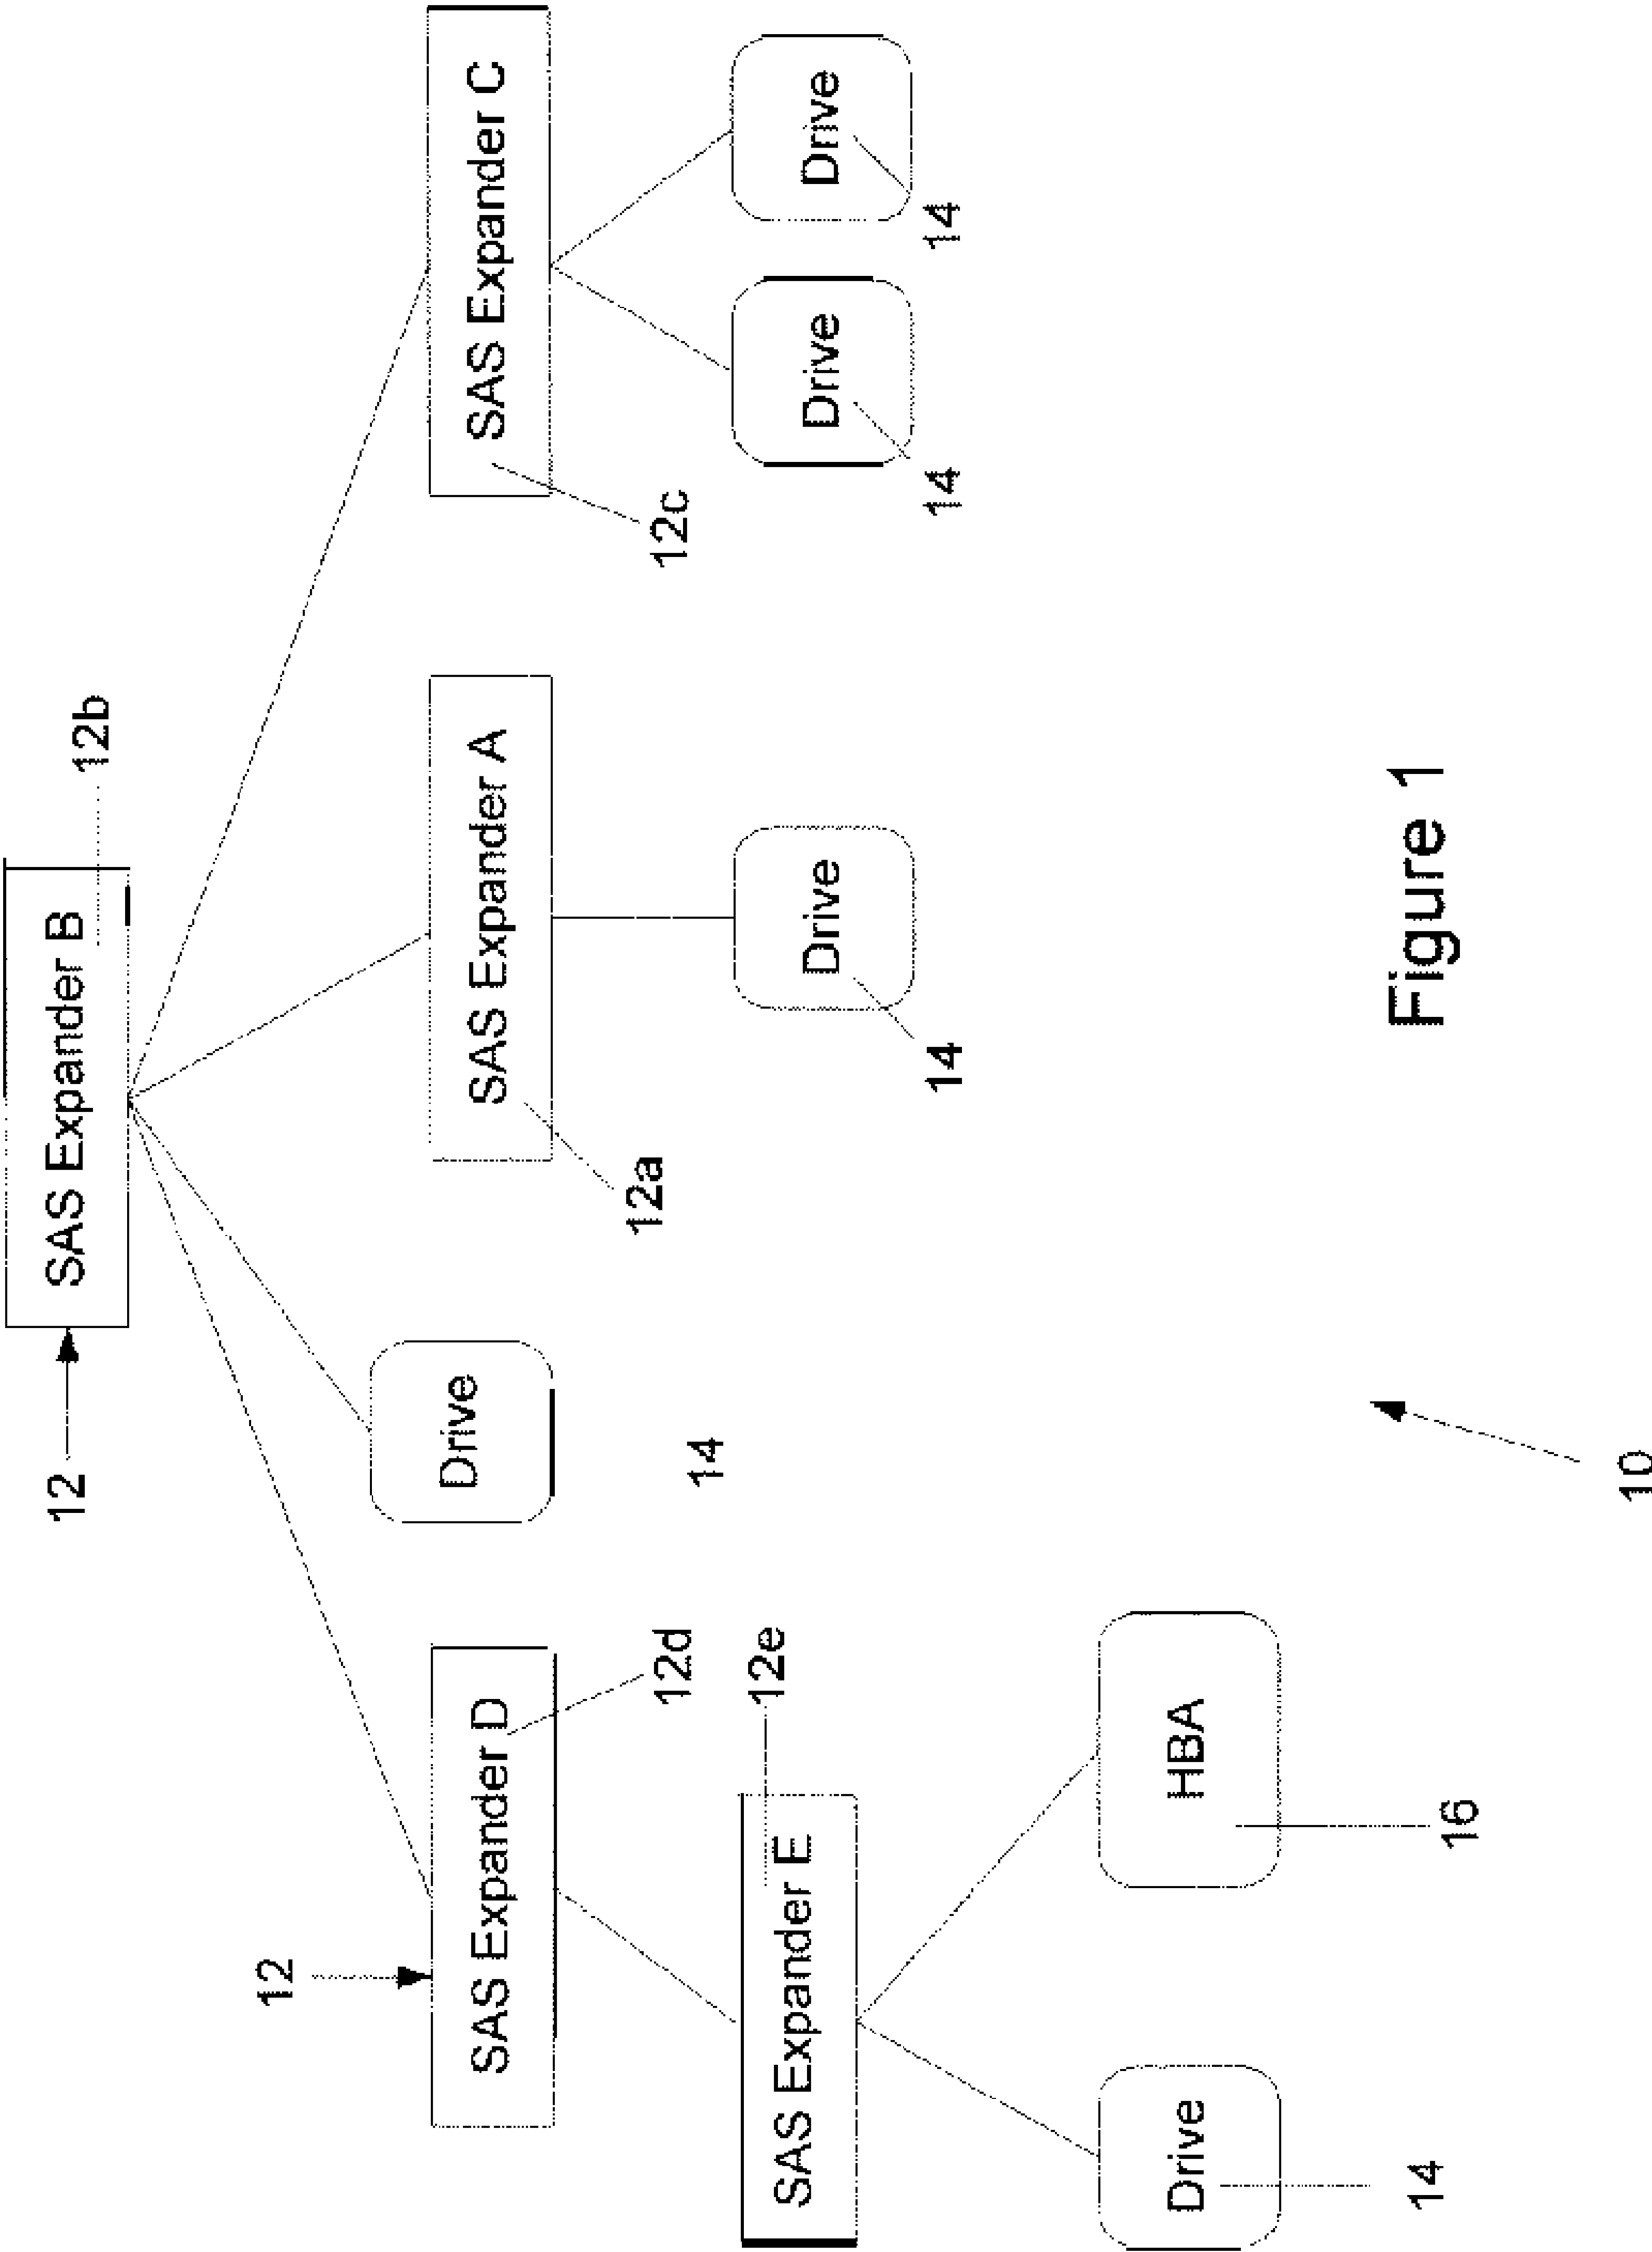 12
SAS Expander B
12b
12
SAS Expander D
12d
Drive
14
SAS Expander A
12a
SAS Expander C
12c
SAS Expander E
12e
Drive
14
Drive
14
Drive
14
Drive
14
HBA
16
10
Figure 1